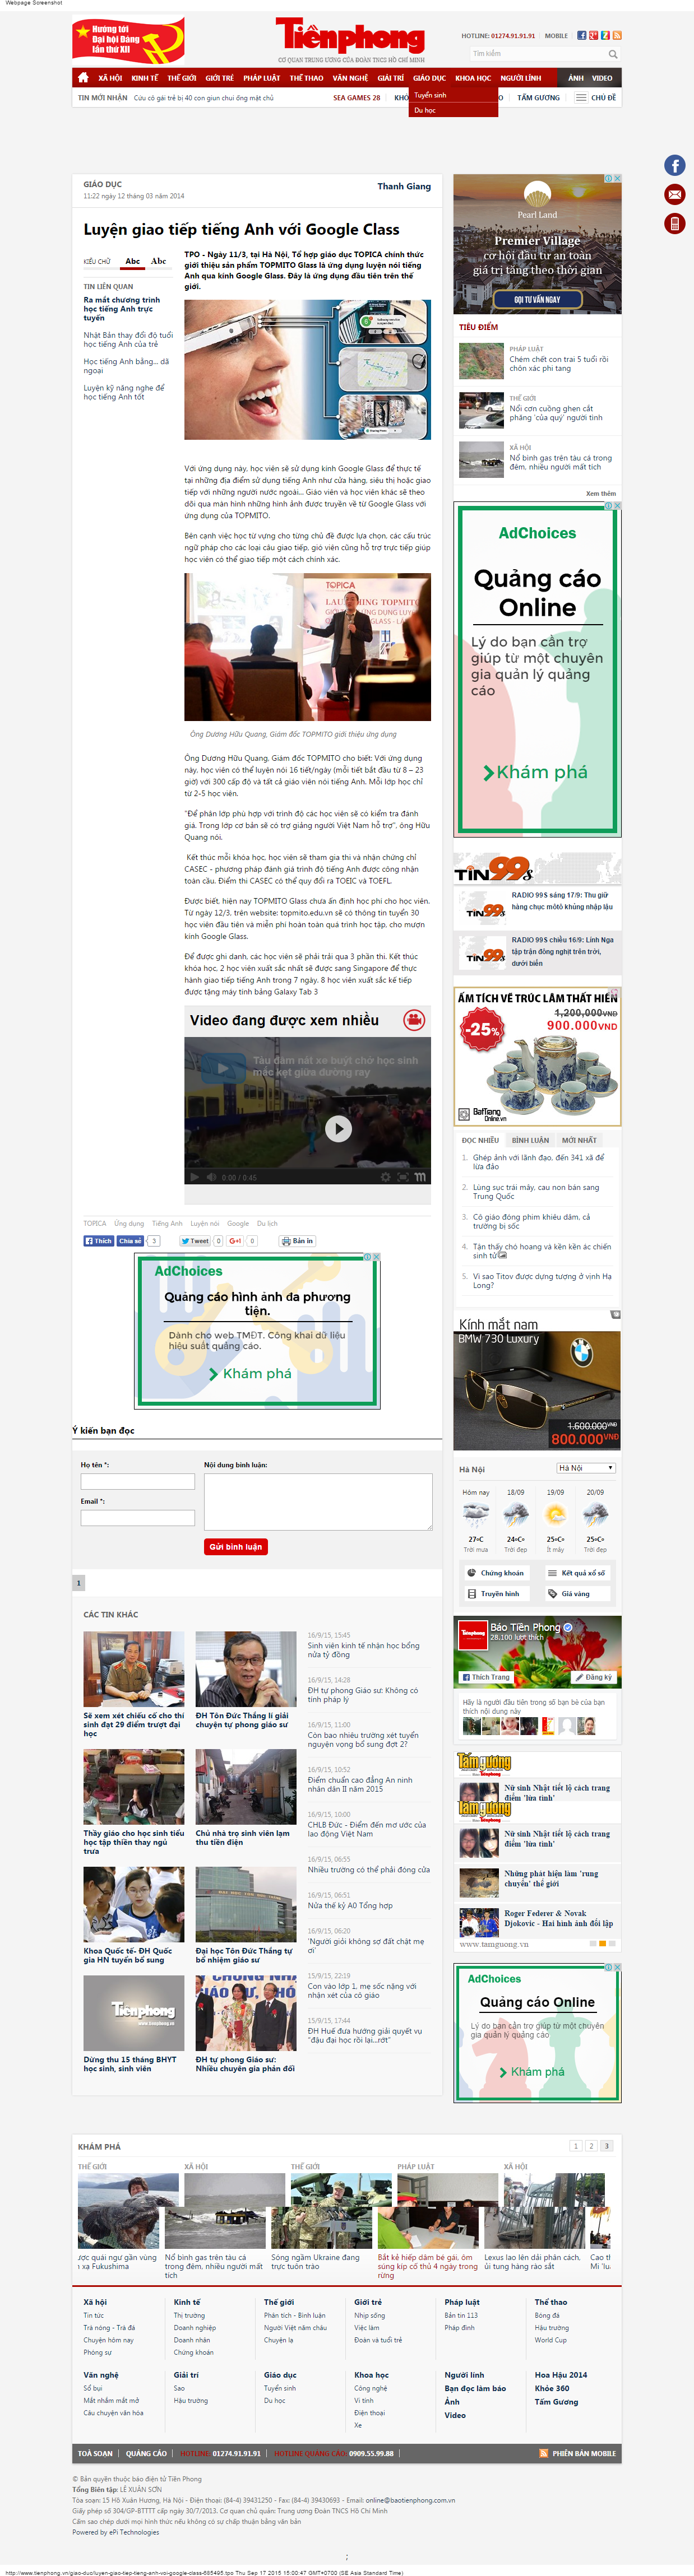 Webpage Screenshot
Hướng tới
Đại hội Đảng
lần thứ XII
Tiềnphong
CƠ QUAN TRUNG ƯƠNG CỦA ĐOÀN TNCS HỒ CHÍ MINH
HOTLINE: 01274.91.91.91
MOBILE
Tìm kiếm
XÃ HỘI KINH TẾ THẾ GIỚI GIỚI TRẺ PHÁP LUẬT THỂ THAO VĂN NGHỆ GIẢI TRÍ GIÁO DỤC KHOA HỌC NGƯỜI LÍNH ẢNH VIDEO
TIN MỚI NHẬN Cứu cô gái trẻ bị 40 con giun chui ống mật chủ SEA GAMES 28 TẤM GƯƠNG CHỦ ĐỀ
Tuyển sinh
Du học
GIÁO DỤC
11:22 ngày 12 tháng 03 năm 2014
Thanh Giang
Luyện giao tiếp tiếng Anh với Google Class
KIỂU CHỮ Abc Abc
TIN LIÊN QUAN
Ra mắt chương trình
học tiếng Anh trực
tuyến
Nhật Bản thay đổi độ tuổi
học tiếng Anh của trẻ
Học tiếng Anh bằng... dã
ngoại
Luyện kỹ năng nghe để
học tiếng Anh tốt
TPO - Ngày 11/3, tại Hà Nội, Tổ hợp giáo dục TOPICA chính thức
giới thiệu sản phẩm TOPMITO Glass là ứng dụng luyện nói tiếng
Anh qua kính Google Glass. Đây là ứng dụng đầu tiên trên thế
giới.
Với ứng dụng này, học viên sẽ sử dụng kính Google Glass để thực tế
tại những địa điểm sử dụng tiếng Anh như cửa hàng, siêu thị hoặc giao
tiếp với những người nước ngoài... Giáo viên và học viên khác sẽ theo
dõi qua màn hình những hình ảnh được truyền về từ Google Glass với
ứng dụng của TOPMITO.
Bên cạnh việc học từ vựng cho từng chủ đề được lựa chọn, các cấu trúc
ngữ pháp cho các loại câu giao tiếp, gió viên cũng hỗ trợ trực tiếp giúp
học viên có thể giao tiếp một cách chính xác.
TOPICA
LAUNCHING TOPMITO
Ông Dương Hữu Quang, Giám đốc TOPMITO giới thiệu ứng dụng
Ông Dương Hữu Quang, Giám đốc TOPMITO cho biết: Với ứng dụng
này, học viên có thể luyện nói 16 tiết/ngày (mỗi tiết bắt đầu từ 8 – 23
giờ) với 300 cấp độ và tất cả giáo viên nói tiếng Anh. Mỗi lớp học chỉ
từ 2-5 học viên.
"Để phân lớp phù hợp với trình độ các học viên sẽ có kiểm tra đánh
giá. Trong lớp cơ bản sẽ có trợ giảng người Việt Nam hỗ trợ", ông Hữu
Quang nói.
Kết thúc mỗi khóa học, học viên sẽ tham gia thi và nhận chứng chỉ
CASEC - phương pháp đánh giá trình độ tiếng Anh được công nhận
toàn cầu. Điểm thi CASEC có thể quy đổi ra TOEIC và TOEFL.
Được biết, hiện nay TOPMITO Glass chưa ấn định học phí cho học viên.
Từ ngày 12/3, trên website: topmito.edu.vn sẽ có thông tin tuyển 30
học viên đầu tiên và miễn phí hoàn toàn quá trình học tập, cho mượn
kính Google Glass.
Để được ghi danh, các học viên sẽ phải trải qua 3 phần thi. Kết thúc
khóa học, 2 học viên xuất sắc nhất sẽ được sang Singapore để thực
hành giao tiếp tiếng Anh trong 7 ngày. 8 học viên xuất sắc kế tiếp
được tặng máy tính bảng Galaxy Tab 3
Video đang được xem nhiều
Tàu đâm nát xe buýt chở học sinh
mắc kẹt giữa đường ray
0:00 / 0:45
TOPICA Ứng dụng Tiếng Anh Luyện nói Google Du lịch
Thích Chia sẻ 3 Tweet 0 +1 0 Bản in
AdChoices
Quảng cáo hình ảnh đa phương
tiện.
Dành cho web TMĐT. Công khai dữ liệu
hiệu suất quảng cáo.
Khám phá
Ý kiến bạn đọc
Họ tên *:
Email *:
Nội dung bình luận:
Gửi bình luận
1
CÁC TIN KHÁC
Sẽ xem xét chiếu cố cho thí
sinh đạt 29 điểm trượt đại
học
ĐH Tôn Đức Thắng lí giải
chuyện tự phong giáo sư
Thầy giáo cho học sinh tiểu
học tập thiền thay ngủ
trưa
Chủ nhà trọ sinh viên lạm
thu tiền điện
Khoa Quốc tế- ĐH Quốc
gia HN tuyển bổ sung
Đại học Tôn Đức Thắng tự
bổ nhiệm giáo sư
Dừng thu 15 tháng BHYT
học sinh, sinh viên
ĐH tự phong Giáo sư:
Nhiều chuyên gia phản đối
16/9/15, 15:45
Sinh viên kinh tế nhận học bổng
nửa tỷ đồng
16/9/15, 14:28
ĐH tự phong Giáo sư: Không có
tính pháp lý
16/9/15, 11:00
Còn bao nhiêu trường xét tuyển
nguyện vọng bổ sung đợt 2?
16/9/15, 10:52
Điểm chuẩn cao đẳng An ninh
nhân dân II năm 2015
16/9/15, 10:00
CHLB Đức - Điểm đến mơ ước của
lao động Việt Nam
16/9/15, 06:55
Nhiều trường có thể phải đóng cửa
16/9/15, 06:51
Nửa thế kỷ A0 Tổng hợp
16/9/15, 06:20
'Người giỏi không sợ đất chật mẹ
ơi'
15/9/15, 22:19
Con vào lớp 1, mẹ sốc nặng với
nhận xét của cô giáo
15/9/15, 17:44
ĐH Huế đưa hướng giải quyết vụ
"đậu đại học rồi lại...rớt"
Pearl Land
Premier Village
cơ hội đầu tư an toàn
giá trị tăng theo thời gian
GỌI TƯ VẤN NGAY
TIÊU ĐIỂM
PHÁP LUẬT
Chém chết con trai 5 tuổi rồi
chôn xác phi tang
THẾ GIỚI
Nổi cơn cuồng ghen cắt
phăng 'của quý' người tình
XÃ HỘI
Nổ bình gas trên tàu cá trong
đêm, nhiều người mất tích
Xem thêm
AdChoices
Quảng cáo
Online
Lý do bạn cần trợ
giúp từ một chuyên
gia quản lý quảng
cáo
Khám phá
TIN99s
RADIO 99S sáng 17/9: Thu giữ
hàng chục môtô khủng nhập lậu
RADIO 99S chiều 16/9: Linh Nga
tập trận đông nghịt trên trời,
dưới biển
ẤM TÍCH VẼ TRÚC LÂM THẤT HIỀN
1,200,000VND
900.000VND
-25%
BatTrang
Online.vn
ĐỌC NHIỀU BÌNH LUẬN MỚI NHẤT
1. Ghép ảnh với lãnh đạo, đến 341 xã để
lừa đảo
2. Lùng sục trái mây, cau non bán sang
Trung Quốc
3. Cô giáo đóng phim khiêu dâm, cả
trường bị sốc
4. Tận thấy chó hoang và kền kền ác chiến
sinh tử
5. Vì sao Titov được dựng tượng ở vịnh Hạ
Long?
Kính mắt nam
BMW 730 Luxury
1.600.000VNĐ
800.000VNĐ
Hà Nội Hà Nội
Hôm nay 18/09 19/09 20/09
27°C 24°C 25°C 25°C
Trời mưa Trời đẹp Ít mây Trời đẹp
Chứng khoán Kết quả xổ số
Truyền hình Giá vàng
Báo Tiền Phong
28.100 lượt thích
Thích Trang Đăng ký
Hãy là người đầu tiên trong số bạn bè của bạn
thích nội dung này
Tấmgương
Nữ sinh Nhật tiết lộ cách trang
điểm 'lừa tình'
Tấmgương
Nữ sinh Nhật tiết lộ cách trang
điểm 'lừa tình'
Những phát hiện làm 'rung
chuyển' thế giới
Roger Federer & Novak
Djokovic - Hai hình ảnh đối lập
www.tamguong.vn
AdChoices
Quảng cáo Online
Lý do bạn cần trợ giúp từ một chuyên
gia quản lý quảng cáo
Khám phá
KHÁM PHÁ 1 2 3
THẾ GIỚI XÃ HỘI THẾ GIỚI PHÁP LUẬT XÃ HỘI
ược quái ngư gần vùng
xạ Fukushima
Nổ bình gas trên tàu cá
trong đêm, nhiều người mất
tích
Sông ngầm Ukraine đang
trực tuôn trào
Bắt kẻ hiếp dâm bé gái, ôm
súng kíp cố thủ 4 ngày trong
rừng
Lexus lao lên dải phân cách,
ủi tung hàng rào sắt
Xã hội Kinh tế Thế giới Giới trẻ Pháp luật Thể thao
Tin tức Thị trường Phân tích - Bình luận Nhịp sống Bản tin 113 Bóng đá
Trà nóng - Trà đá Doanh nghiệp Người Việt năm châu Việc làm Pháp đình Hậu trường
Chuyện hôm nay Doanh nhân Chuyện lạ Đoàn và tuổi trẻ World Cup
Phóng sự Chứng khoán
Văn nghệ Giải trí Giáo dục Khoa học Người lính Hoa Hậu 2014
Sổ bụi Sao Tuyển sinh Công nghệ Bạn đọc làm báo Khỏe 360
Mắt nhắm mắt mở Hậu trường Du học Vi tính Ảnh Tấm Gương
Câu chuyện văn hóa Điện thoại Video
Xe
TOÀ SOẠN QUẢNG CÁO HOTLINE: 01274.91.91.91 HOTLINE QUẢNG CÁO: 0909.55.99.88 PHIÊN BẢN MOBILE
© Bản quyền thuộc báo điện tử Tiền Phong
Tổng Biên tập: LÊ XUÂN SƠN
Tòa soạn: 15 Hồ Xuân Hương, Hà Nội - Điện thoại: (84-4) 39431250 - Fax: (84-4) 39430693 - Email: online@baotienphong.com.vn
Giấy phép số 304/GP-BTTTT cấp ngày 30/7/2013. Cơ quan chủ quản: Trung ương Đoàn TNCS Hồ Chí Minh
Cấm sao chép dưới mọi hình thức nếu không có sự chấp thuận bằng văn bản
Powered by ePi Technologies
;
http://www.tienphong.vn/giao-duc/luyen-giao-tiep-tieng-anh-voi-google-class-685495.tpo Thu Sep 17 2015 15:00:47 GMT+0700 (SE Asia Standard Time)